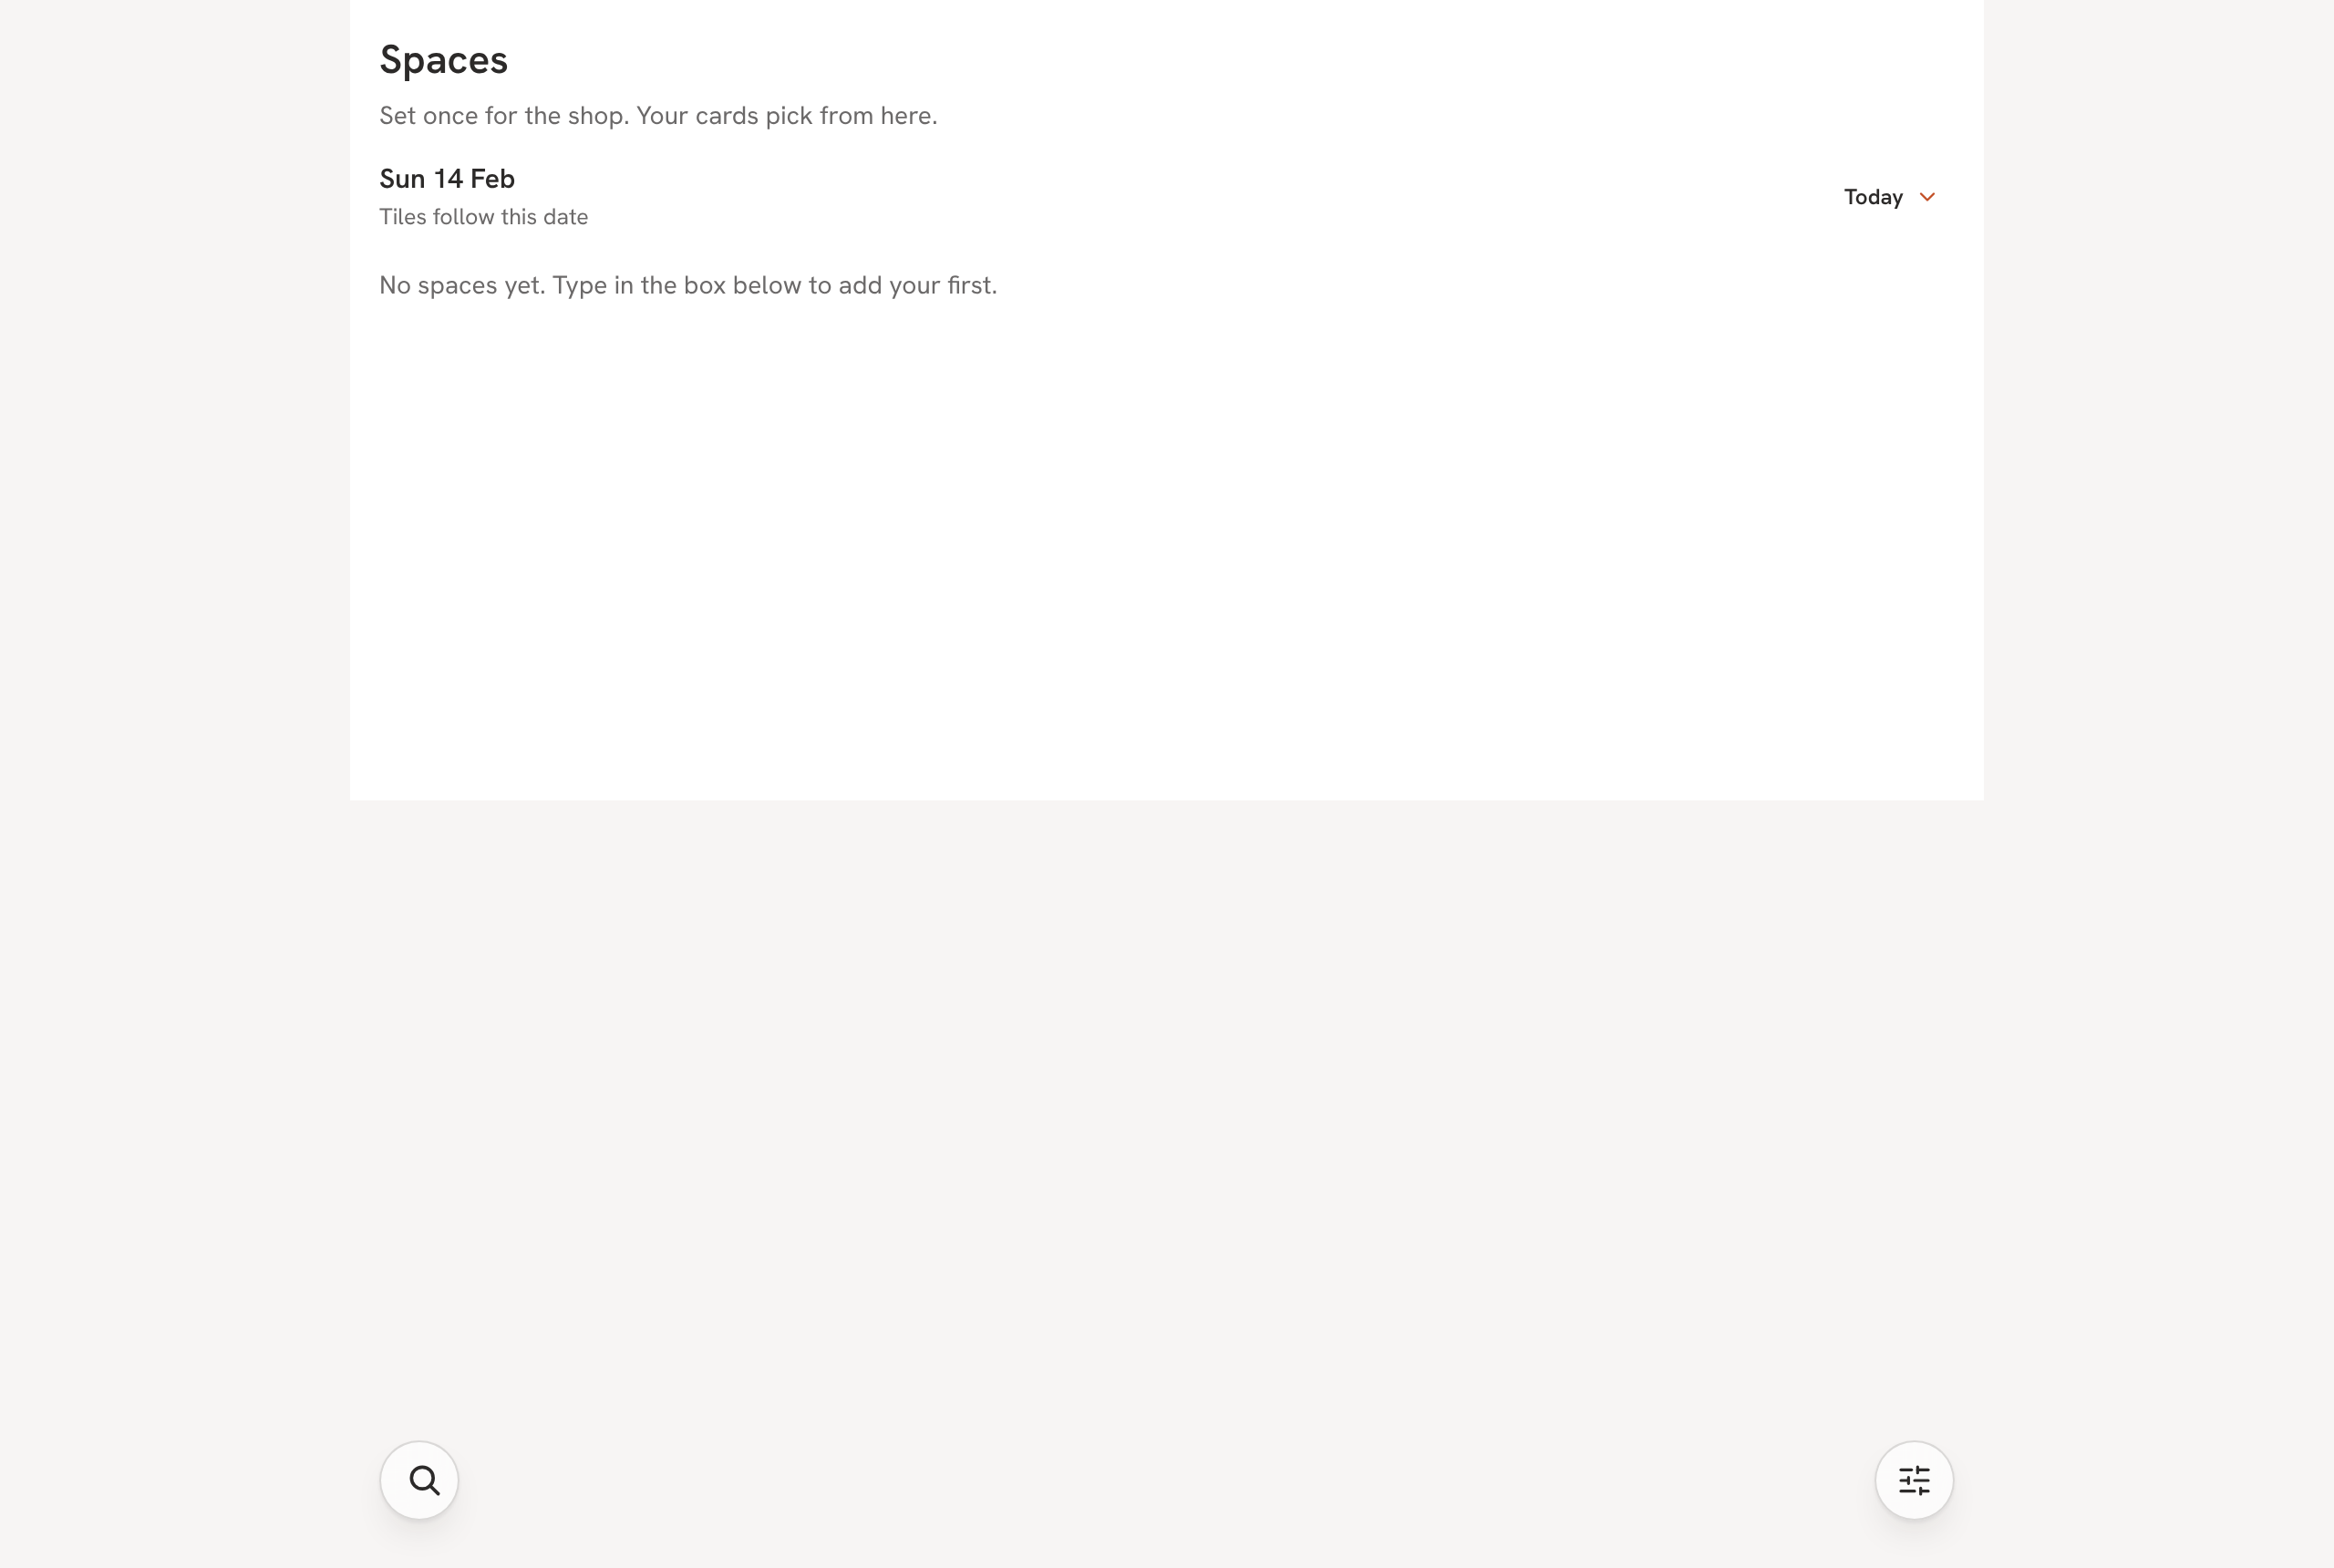 Spaces
Set once for the shop. Your cards pick from here.
Sun 14 Feb
Tiles follow this date
Today
No spaces yet. Type in the box below to add your first.